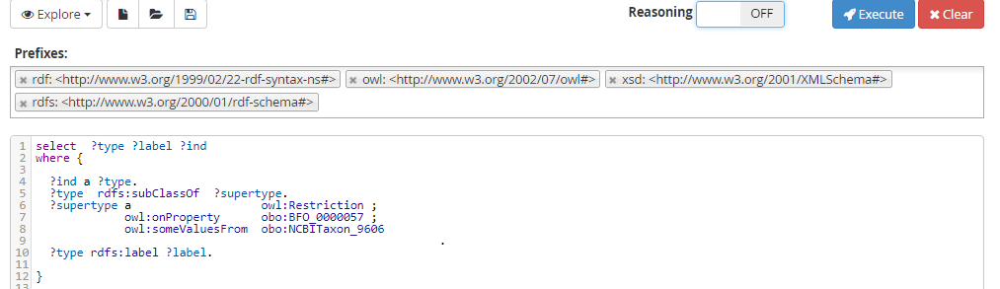 Explore Reasoning OFF Execute Clear
Prefixes:
× rdf: <http://www.w3.org/1999/02/22-rdf-syntax-ns#> × owl: <http://www.w3.org/2002/07/owl#> × xsd: <http://www.w3.org/2001/XMLSchema#>
× rdfs: <http://www.w3.org/2000/01/rdf-schema#>
1 select ?type ?label ?ind
2 where {
3
4 ?ind a ?type.
5 ?type rdfs:subClassOf ?supertype.
6 ?supertype a owl:Restriction ;
7 owl:onProperty obo:BFO_0000057 ;
8 owl:someValuesFrom obo:NCBITaxon_9606
9 .
10 ?type rdfs:label ?label.
11
12 }
13